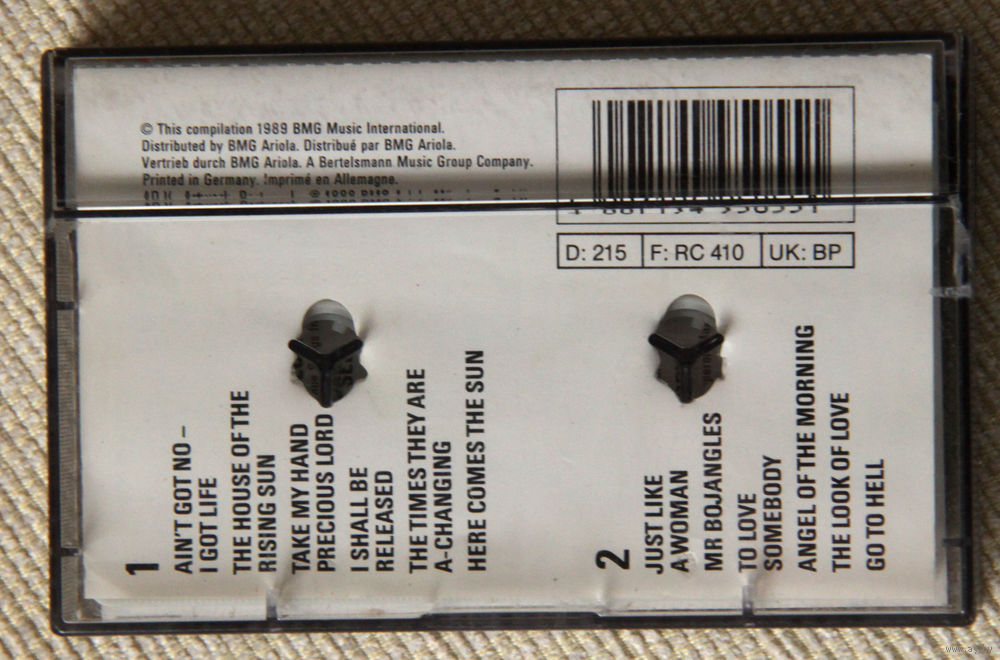 © This compilation 1989 BMG Music International.
Distributed by BMG Ariola. Distribué par BMG Ariola.
Vertrieb durch BMG Ariola. A Bertelsmann Music Group Company.
Printed in Germany. Imprimé en Allemagne.
D: 215 F: RC 410 UK: BP
1
AIN'T GOT NO –
I GOT LIFE
THE HOUSE OF THE
RISING SUN
TAKE MY HAND
PRECIOUS LORD
I SHALL BE
RELEASED
THE TIMES THEY ARE
A-CHANGING
HERE COMES THE SUN
2
JUST LIKE
A WOMAN
MR BOJANGLES
TO LOVE
SOMEBODY
ANGEL OF THE MORNING
THE LOOK OF LOVE
GO TO HELL